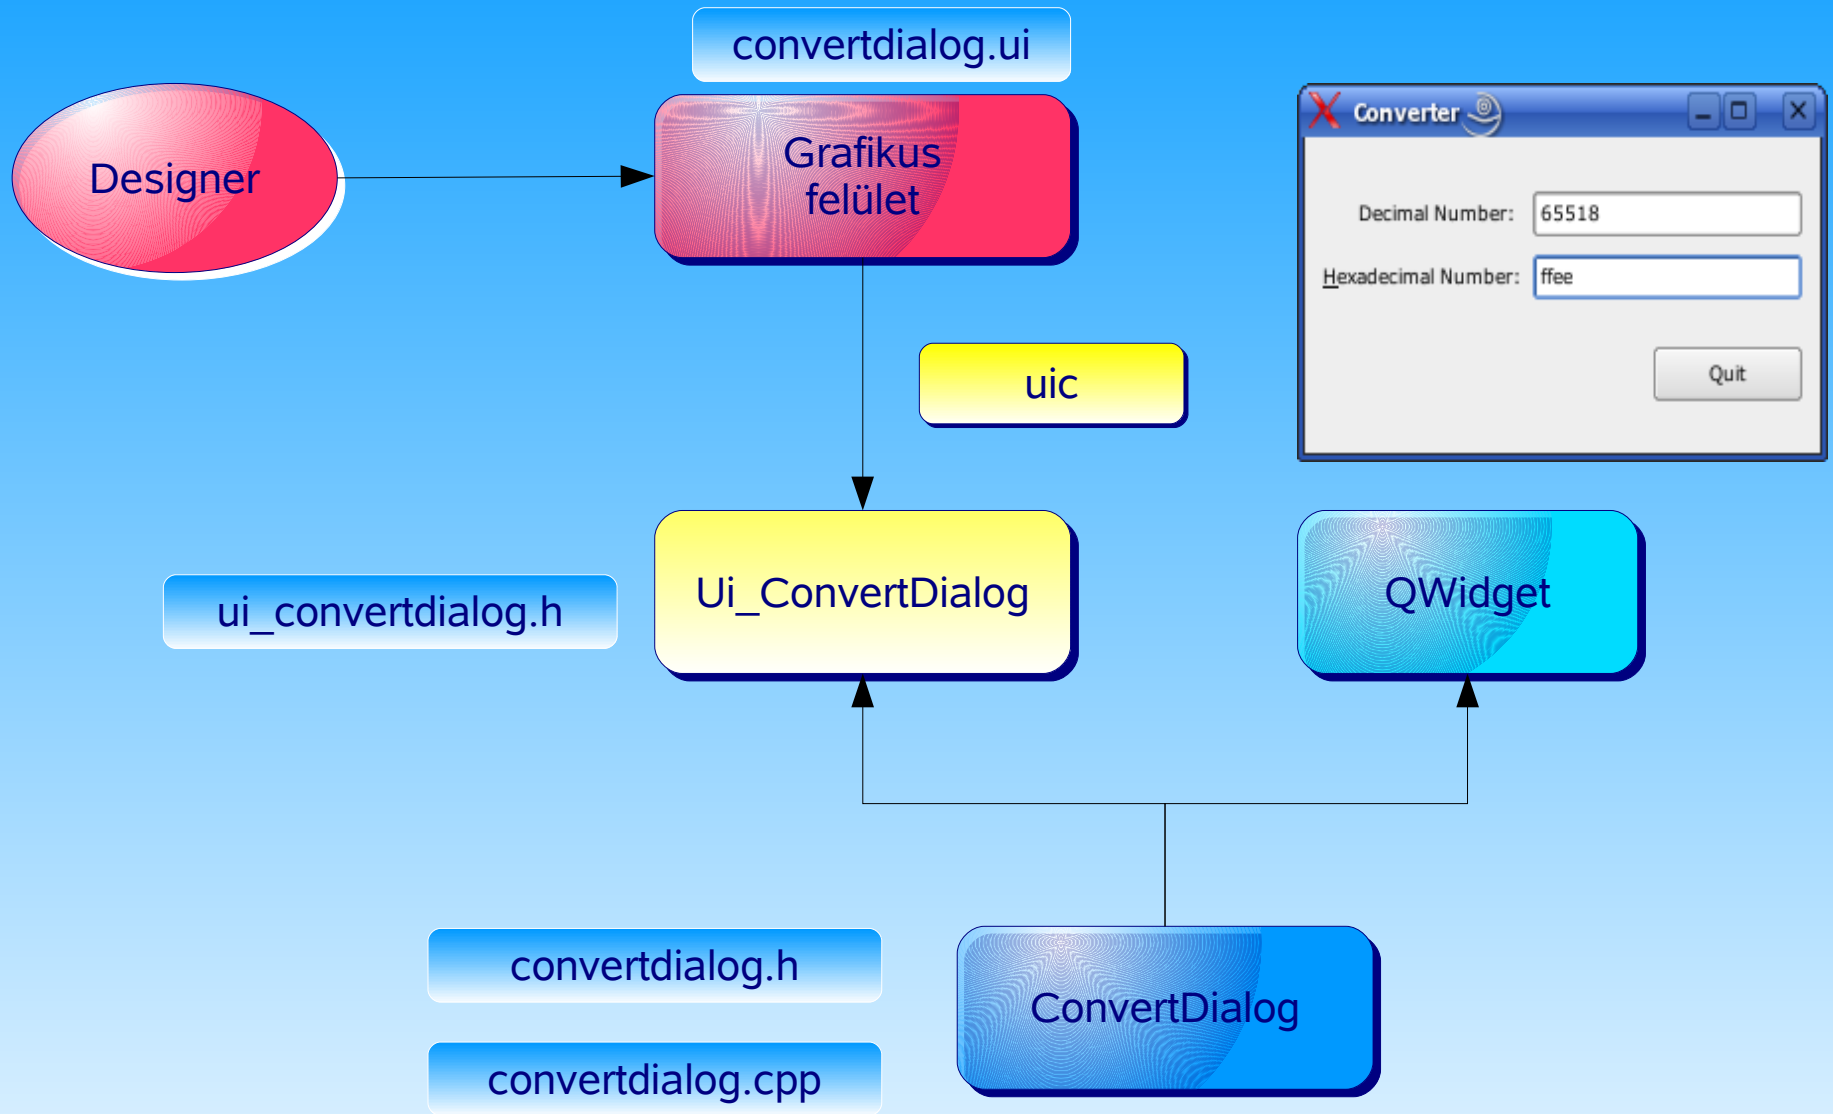 convertdialog.ui
Designer
Grafikus
felület
Converter
Decimal Number: 65518
Hexadecimal Number: ffee
Quit
uic
ui_convertdialog.h
Ui_ConvertDialog
QWidget
convertdialog.h
ConvertDialog
convertdialog.cpp